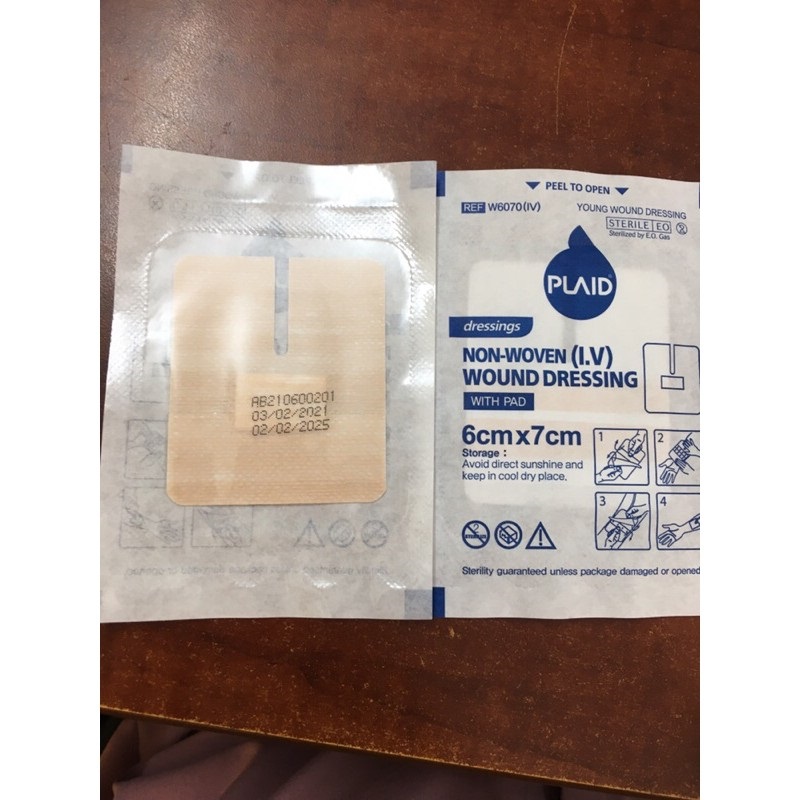 AB210600201
03/02/2021
02/02/2025
PEEL TO OPEN
REF W6070(IV)
YOUNG WOUND DRESSING
STERILE EO
Sterilized by E.O. Gas
PLAID
dressings
NON-WOVEN (I.V)
WOUND DRESSING
WITH PAD
6cmx7cm
Storage :
Avoid direct sunshine and
keep in cool dry place.
1
2
3
4
Sterility guaranteed unless package damaged or opened